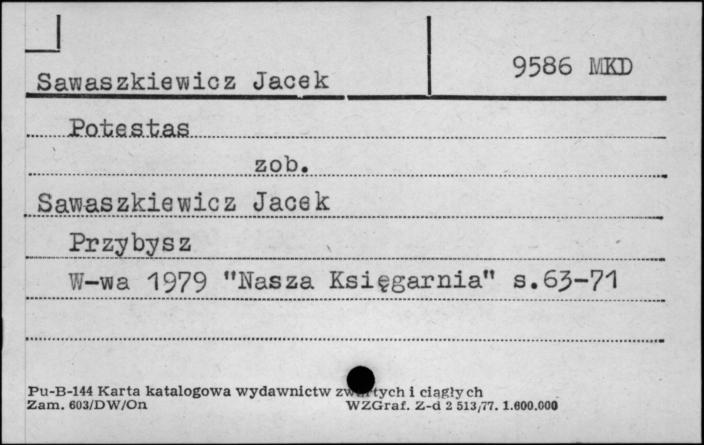 Sawaszkiewicz Jacek
9586 MKD
Potestas
zob.
Sawaszkiewicz Jacek
Przybysz
W-wa 1979 "Nasza Księgarnia" s.63-71
Pu-B-144 Karta katalogowa wydawnictw zwartych i ciągłych
Zam. 603/DW/On WZGraf. Z-d 2 513/77. 1.600.000